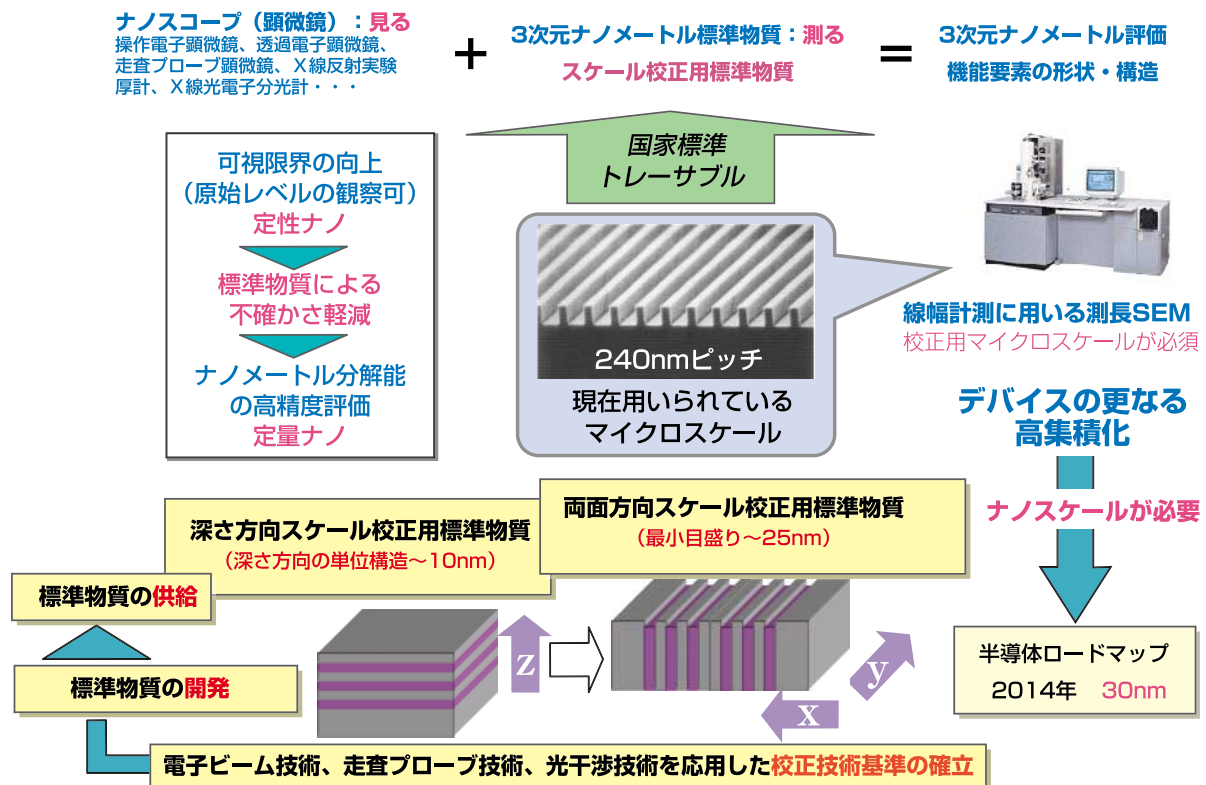 ナノスコープ（顕微鏡）：見る
操作電子顕微鏡、透過電子顕微鏡、
走査プローブ顕微鏡、X線反射実験
厚計、X線光電子分光計・・・
＋
3次元ナノメートル標準物質：測る
スケール校正用標準物質
＝
3次元ナノメートル評価
機能要素の形状・構造
可視限界の向上
（原始レベルの観察可）
定性ナノ
標準物質による
不確かさ軽減
ナノメートル分解能
の高精度評価
定量ナノ
国家標準
トレーサブル
240nmピッチ
現在用いられている
マイクロスケール
線幅計測に用いる測長SEM
校正用マイクロスケールが必須
デバイスの更なる
高集積化
ナノスケールが必要
半導体ロードマップ
2014年　30nm
深さ方向スケール校正用標準物質
（深さ方向の単位構造～10nm）
両面方向スケール校正用標準物質
（最小目盛り～25nm）
標準物質の供給
標準物質の開発
z
y
x
電子ビーム技術、走査プローブ技術、光干渉技術を応用した校正技術基準の確立